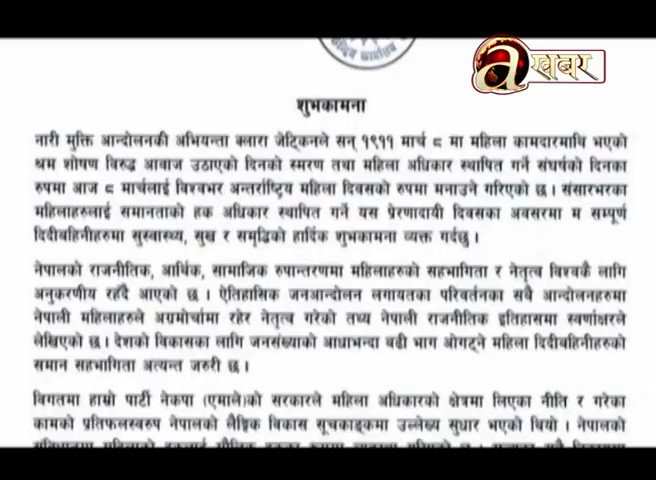 a खबर
शुभकामना
नारी मुक्ति आन्दोलनकी अभियन्ता क्लारा जेट्किनले सन् १९११ मार्च ८ मा महिला कामदारमाथि भएको
श्रम शोषण विरुद्ध आवाज उठाएको दिनको स्मरण तथा महिला अधिकार स्थापित गर्ने संघर्षको दिनका
रुपमा आज ८ मार्चलाई विश्वभर अन्तर्राष्ट्रिय महिला दिवसको रुपमा मनाउने गरिएको छ । संसारभरका
महिलाहरुलाई समानताको हक अधिकार स्थापित गर्ने यस प्रेरणादायी दिवसका अवसरमा म सम्पूर्ण
दिदीबहिनीहरुमा सुस्वास्थ्य, सुख र समृद्धिको हार्दिक शुभकामना व्यक्त गर्दछु ।
नेपालको राजनीतिक, आर्थिक, सामाजिक रुपान्तरणमा महिलाहरुको सहभागिता र नेतृत्व विश्वकै लागि
अनुकरणीय रहँदै आएको छ । ऐतिहासिक जनआन्दोलन लगायतका परिवर्तनका सबै आन्दोलनहरुमा
नेपाली महिलाहरुले अग्रमोर्चामा रहेर नेतृत्व गरेको तथ्य नेपाली राजनीतिक इतिहासमा स्वर्णाक्षरले
लेखिएको छ । देशको विकासका लागि जनसंख्याको आधाभन्दा बढी भाग ओगट्ने महिला दिदीबहिनीहरुको
समान सहभागिता अत्यन्त जरुरी छ ।
विगतमा हाम्रो पार्टी नेकपा (एमाले)को सरकारले महिला अधिकारको क्षेत्रमा लिएका नीति र गरेका
कामको प्रतिफलस्वरुप नेपालको लैङ्गिक विकास सूचकाङ्कमा उल्लेख्य सुधार भएको थियो । नेपालको